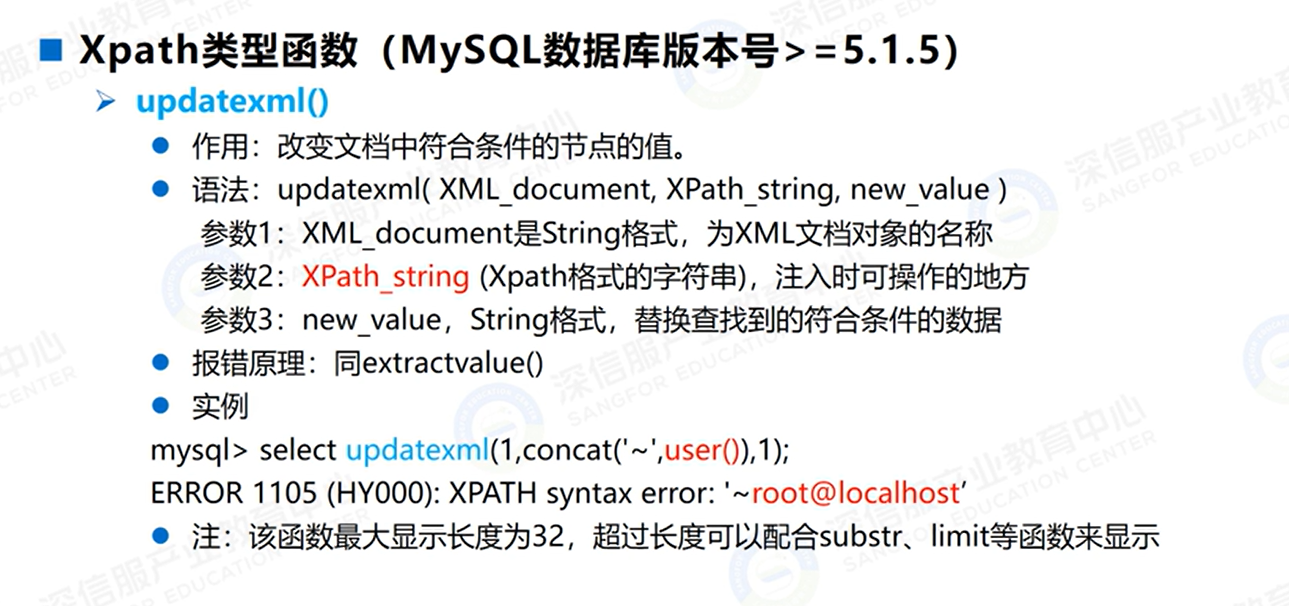 Xpath类型函数（MySQL数据库版本号>=5.1.5）
updatexml()
作用：改变文档中符合条件的节点的值。
语法：updatexml( XML_document, XPath_string, new_value )
参数1：XML_document是String格式，为XML文档对象的名称
参数2：XPath_string (Xpath格式的字符串)，注入时可操作的地方
参数3：new_value，String格式，替换查找到的符合条件的数据
报错原理：同extractvalue()
实例
mysql> select updatexml(1,concat('~',user()),1);
ERROR 1105 (HY000): XPATH syntax error: '~root@localhost’
注：该函数最大显示长度为32，超过长度可以配合substr、limit等函数来显示
深信服产业教育中心
SANGFOR EDUCATION CENTER